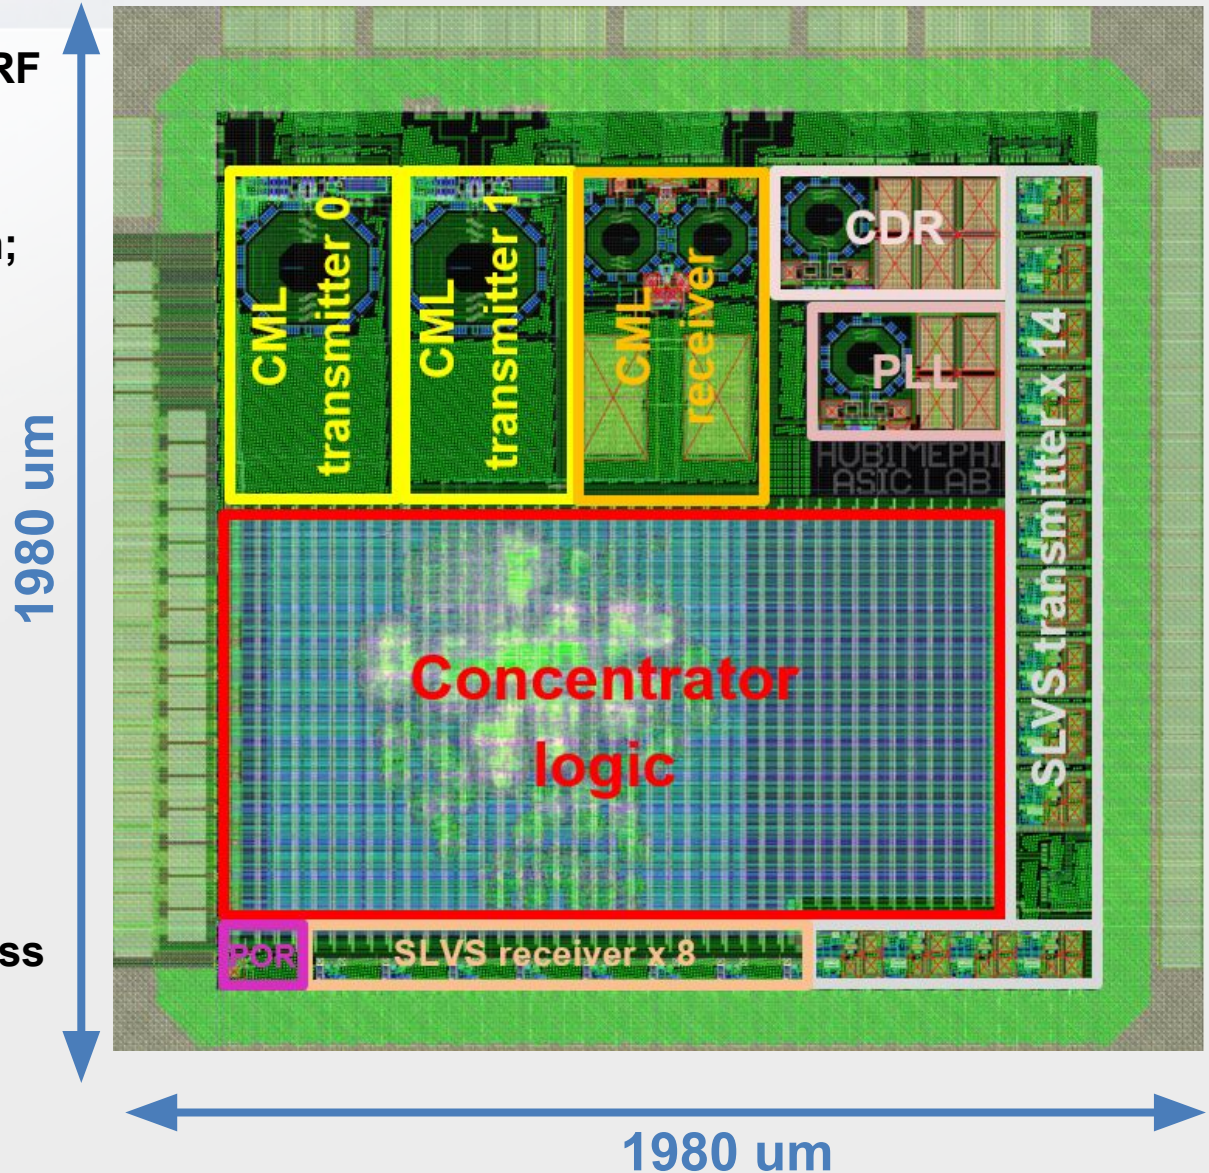 RF
;
ss
1980 um
CML
transmitter 0
CML
transmitter 1
CML
receiver
CDR
PLL
HUBIMEPHI
ASIC LAB
SLVS transmitter x 14
Concentrator
logic
POR
SLVS receiver x 8
1980 um